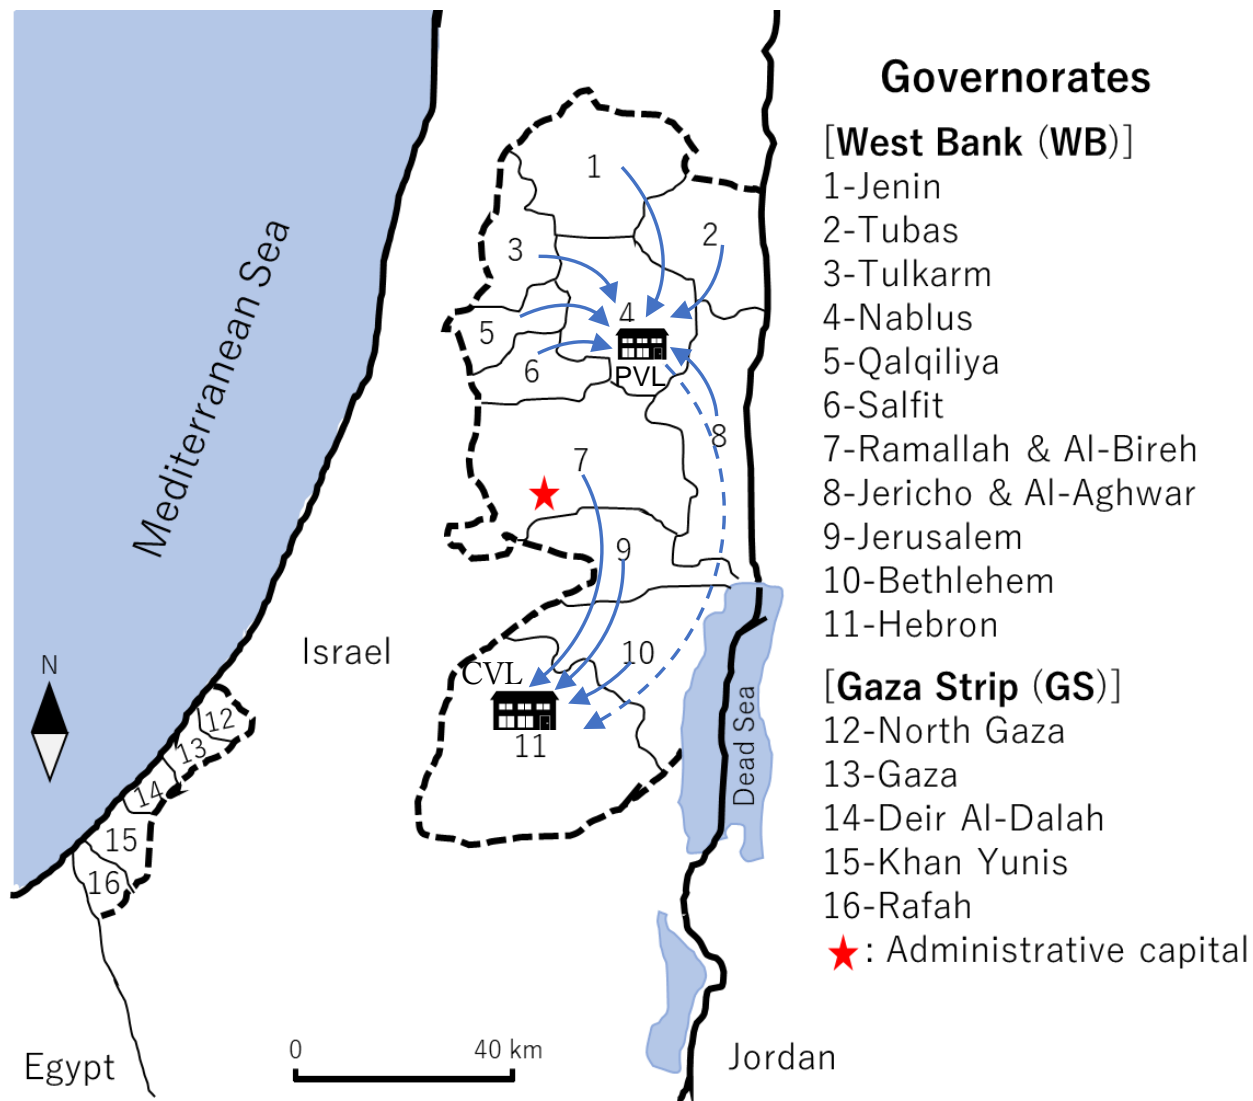 Governorates
[West Bank (WB)]
1-Jenin
2-Tubas
3-Tulkarm
4-Nablus
5-Qalqiliya
6-Salfit
7-Ramallah & Al-Bireh
8-Jericho & Al-Aghwar
9-Jerusalem
10-Bethlehem
11-Hebron
[Gaza Strip (GS)]
12-North Gaza
13-Gaza
14-Deir Al-Dalah
15-Khan Yunis
16-Rafah
★: Administrative capital
Mediterranean Sea
1
2
3
4
5
PVL
6
8
7
9
Israel
10
CVL
11
N
12
13
14
15
16
Dead Sea
0 40 km
Egypt
Jordan